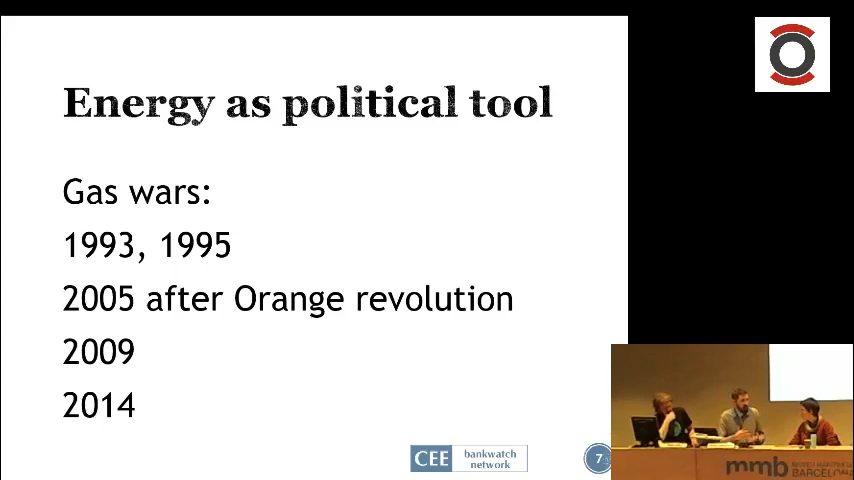 Energy as political tool
Gas wars:
1993, 1995
2005 after Orange revolution
2009
2014
CEE bankwatch
network
7
mmb
BARCELONA